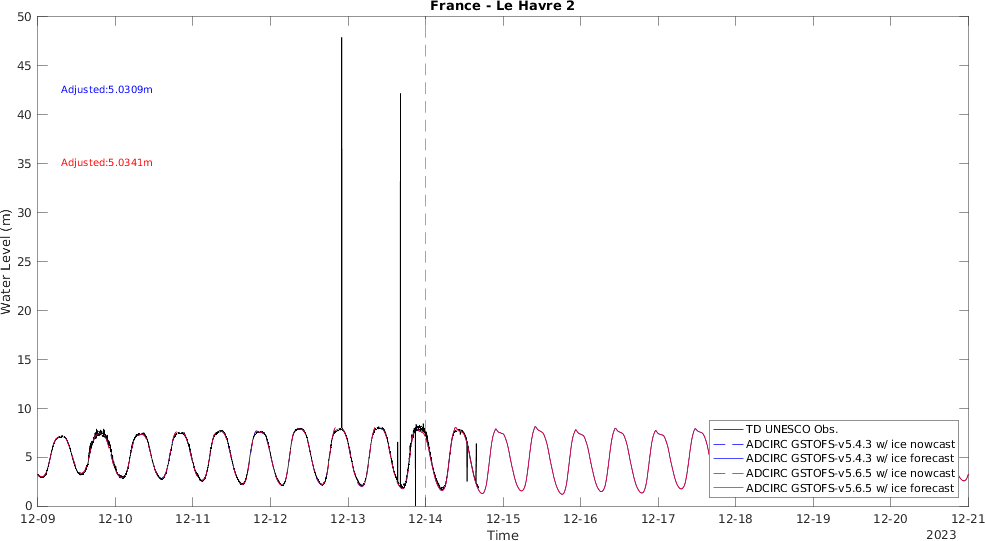 France - Le Havre 2
50
45
40
35
30
25
20
15
10
5
0
Water Level (m)
Adjusted:5.0309m
Adjusted:5.0341m
TD UNESCO Obs.
ADCIRC GSTOFS-v5.4.3 w/ ice nowcast
ADCIRC GSTOFS-v5.4.3 w/ ice forecast
ADCIRC GSTOFS-v5.6.5 w/ ice nowcast
ADCIRC GSTOFS-v5.6.5 w/ ice forecast
12-09 12-10 12-11 12-12 12-13 12-14 12-15 12-16 12-17 12-18 12-19 12-20 12-21
Time
2023